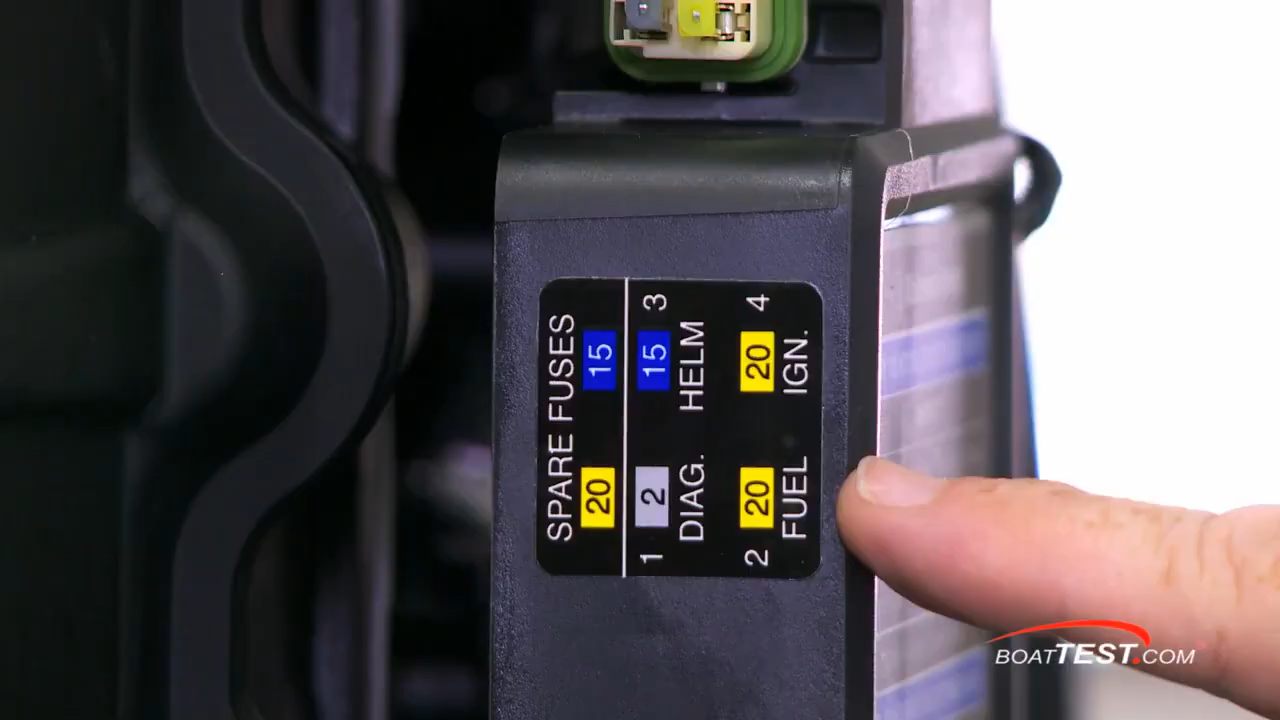 SPARE FUSES
20 15
1 2 15 3
DIAG. HELM
2 20 20 4
FUEL IGN.
BOATTEST.COM